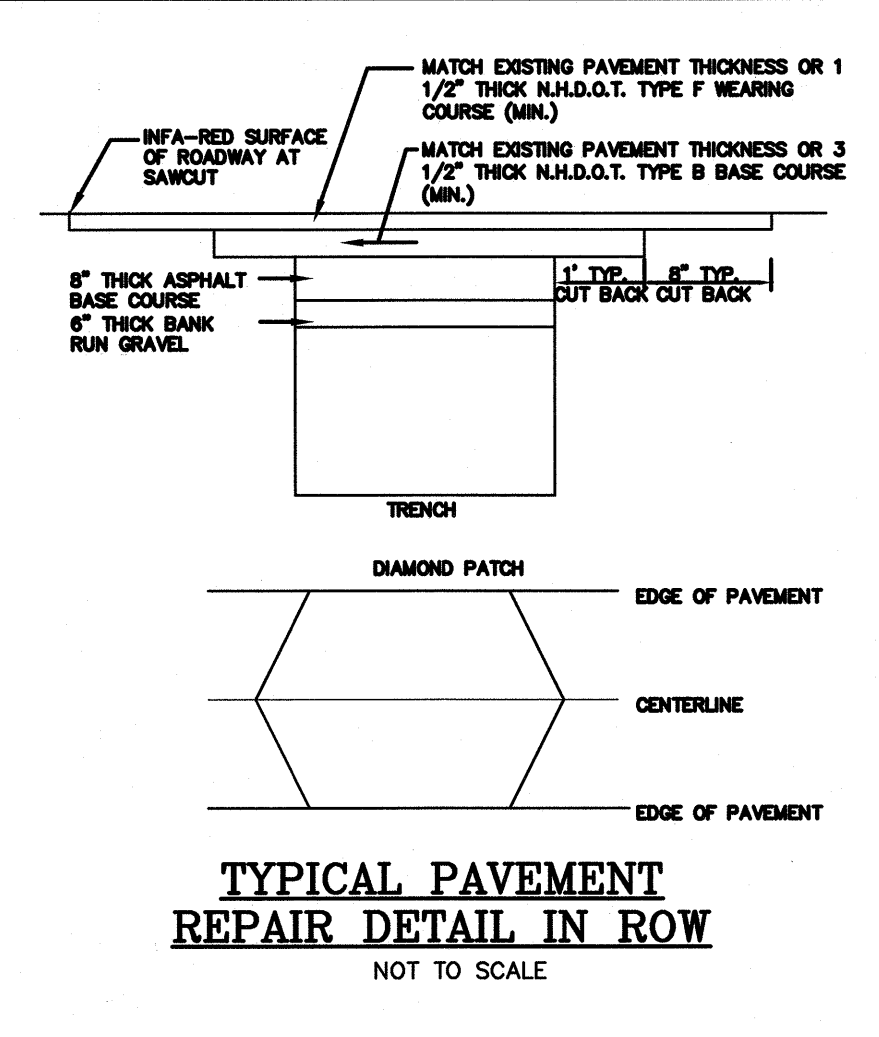 MATCH EXISTING PAVEMENT THICKNESS OR 1
1/2" THICK N.H.D.O.T. TYPE F WEARING
COURSE (MIN.)
INFA-RED SURFACE
OF ROADWAY AT
SAWCUT
MATCH EXISTING PAVEMENT THICKNESS OR 3
1/2" THICK N.H.D.O.T. TYPE B BASE COURSE
(MIN.)
8" THICK ASPHALT
BASE COURSE
6" THICK BANK
RUN GRAVEL
1' TYP.
CUT BACK
8" TYP.
CUT BACK
TRENCH
DIAMOND PATCH
EDGE OF PAVEMENT
CENTERLINE
EDGE OF PAVEMENT
TYPICAL PAVEMENT
REPAIR DETAIL IN ROW
NOT TO SCALE